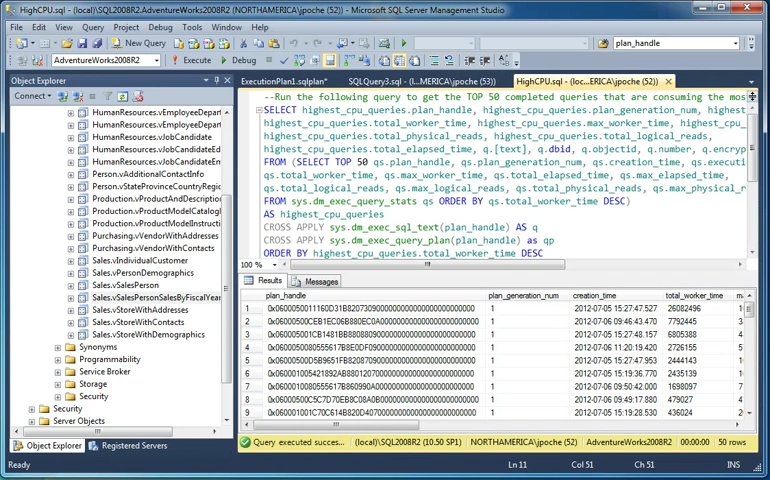 HighCPU.sql - (local)\SQL2008R2.AdventureWorks2008R2 (NORTHAMERICA\jpoche (52)) - Microsoft SQL Server Management Studio
File Edit View Query Project Debug Tools Window Help
New Query plan_handle
AdventureWorks2008R2 Execute Debug
Object Explorer
Connect
HumanResources.vEmployeeDepart
HumanResources.vEmployeeDepart
HumanResources.vJobCandidate
HumanResources.vJobCandidateEd
HumanResources.vJobCandidateEn
Person.vAdditionalContactInfo
Person.vStateProvinceCountryRegio
Production.vProductAndDescription
Production.vProductModelCatalog
Production.vProductModelInstructi
Purchasing.vVendorWithAddresses
Purchasing.vVendorWithContacts
Sales.vIndividualCustomer
Sales.vPersonDemographics
Sales.vSalesPerson
Sales.vSalesPersonSalesByFiscalYear
Sales.vStoreWithAddresses
Sales.vStoreWithContacts
Sales.vStoreWithDemographics
Synonyms
Programmability
Service Broker
Storage
Security
Security
Server Objects
Object Explorer Registered Servers
ExecutionPlan1.sqlplan* SQLQuery3.sql - (l...MERICA\jpoche (53)) HighCPU.sql - (loc...ERICA\jpoche (52))
--Run the following query to get the TOP 50 completed queries that are consuming the mos
SELECT highest_cpu_queries.plan_handle, highest_cpu_queries.plan_generation_num, highest
highest_cpu_queries.total_worker_time, highest_cpu_queries.max_worker_time, highest_cpu
highest_cpu_queries.total_physical_reads, highest_cpu_queries.total_logical_reads,
highest_cpu_queries.total_elapsed_time, q.[text], q.dbid, q.objectid, q.number, q.encryp
FROM (SELECT TOP 50 qs.plan_handle, qs.plan_generation_num, qs.creation_time, qs.executi
qs.total_worker_time, qs.max_worker_time, qs.total_elapsed_time, qs.max_elapsed_time,
qs.total_logical_reads, qs.max_logical_reads, qs.total_physical_reads, qs.max_physical_r
FROM sys.dm_exec_query_stats qs ORDER BY qs.total_worker_time DESC)
AS highest_cpu_queries
CROSS APPLY sys.dm_exec_sql_text(plan_handle) AS q
CROSS APPLY sys.dm_exec_query_plan(plan_handle) as qp
ORDER BY highest_cpu_queries.total_worker_time DESC
100 %
Results Messages
plan_handle plan_generation_num creation_time total_worker_time
1 1 2012-07-05 15:27:47.527 26082496
2 1 2012-07-06 09:46:43.470 7792445
3 1 2012-07-05 15:27:48.157 6805388
4 1 2012-07-06 11:20:19.420 2726155
5 1 2012-07-05 15:27:47.953 2444143
6 1 2012-07-05 15:19:36.770 2435139
7 1 2012-07-06 09:50:42.000 1698097
8 1 2012-07-06 09:49:17.880 479027
9 1 2012-07-05 15:19:28.530 436024
Query executed succes... (local)\SQL2008R2 (10.50 SP1) NORTHAMERICA\jpoche (52) AdventureWorks2008R2 00:00:00 50 rows
Ready Ln 11 Col 51 Ch 51 INS